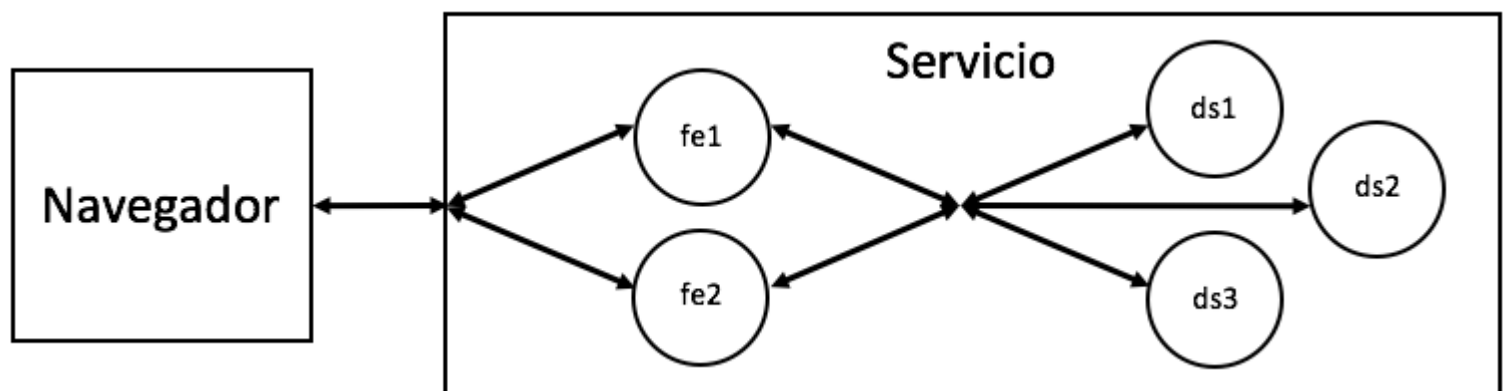 Navegador
Servicio
fe1
fe2
ds1
ds2
ds3